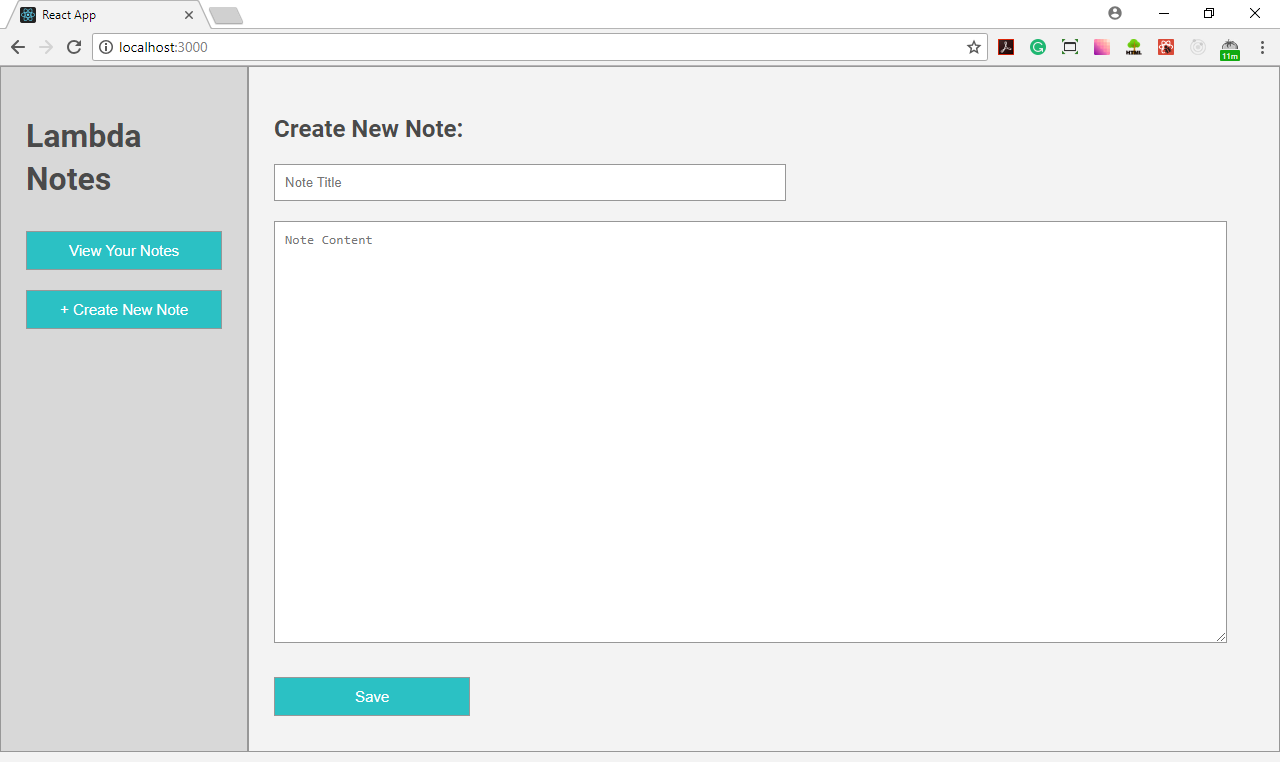 React App
localhost:3000
HTML
11m
Lambda
Notes
View Your Notes
+ Create New Note
Create New Note:
Note Title
Note Content
Save